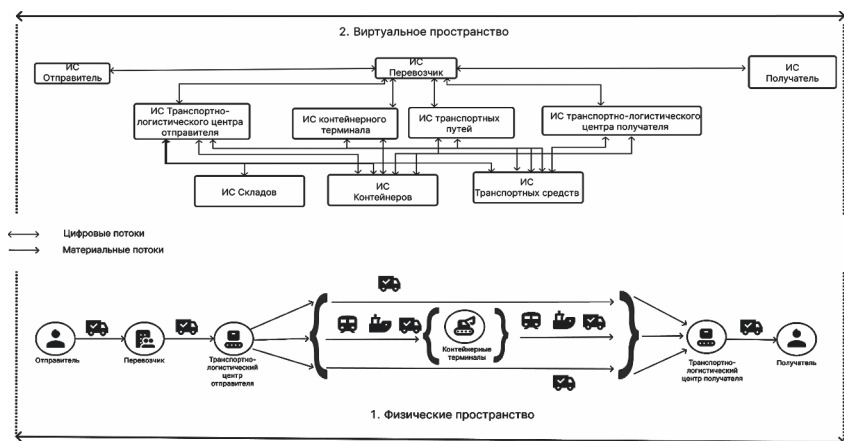 2. Виртуальное пространство
ИС
Отправитель
ИС
Перевозчик
ИС
Получатель
ИС Транспортно-
логистического центра
отправителя
ИС контейнерного
терминала
ИС транспортных
путей
ИС транспортно-логистического
центра получателя
ИС Складов
ИС
Контейнеров
ИС
Транспортных средств
Цифровые потоки
Материальные потоки
Отправитель
Перевозчик
Транспортно-
логистический
центр
отправителя
Контейнерные
терминалы
Транспортно-
логистический
центр получателя
Получатель
1. Физические пространство